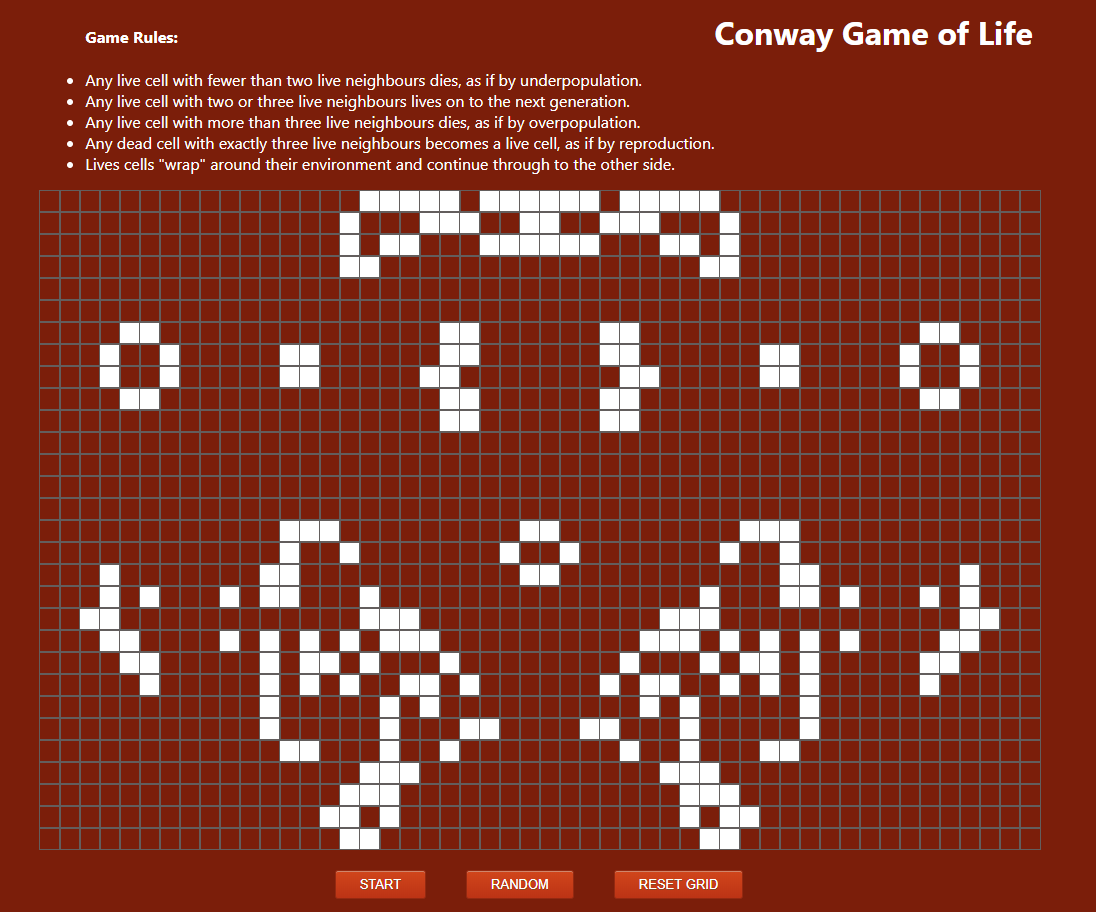 Conway Game of Life
Game Rules:
Any live cell with fewer than two live neighbours dies, as if by underpopulation.
Any live cell with two or three live neighbours lives on to the next generation.
Any live cell with more than three live neighbours dies, as if by overpopulation.
Any dead cell with exactly three live neighbours becomes a live cell, as if by reproduction.
Lives cells "wrap" around their environment and continue through to the other side.
START
RANDOM
RESET GRID